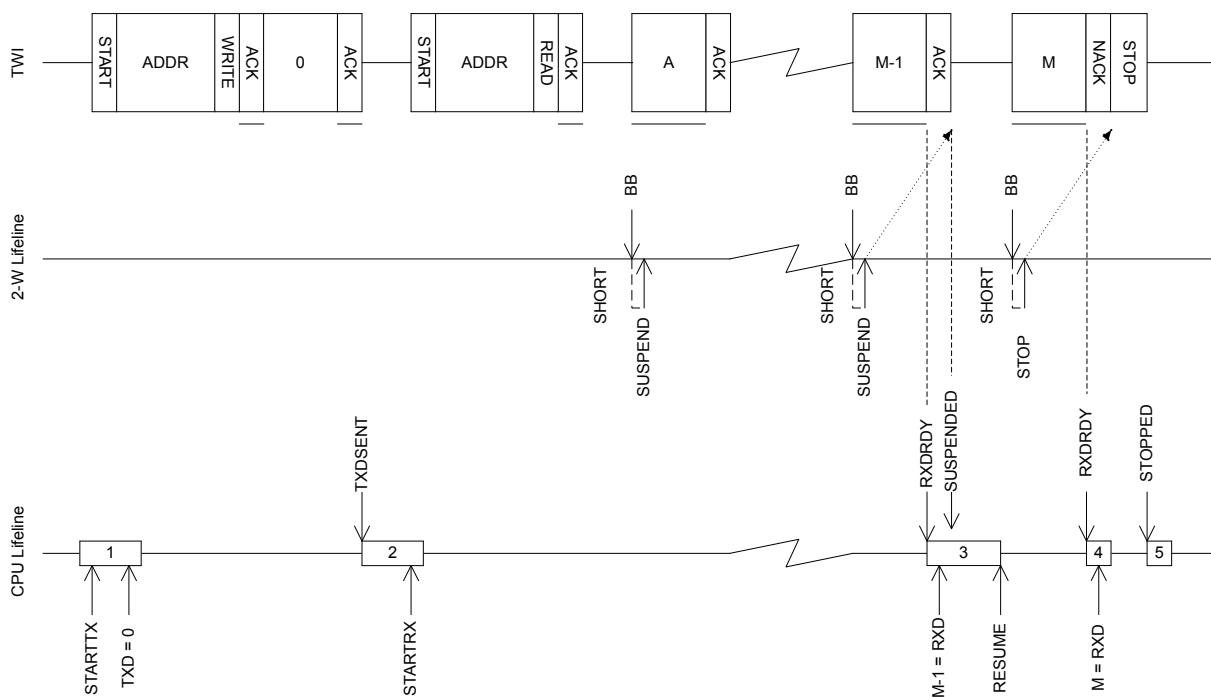 TWI
START
ADDR
WRITE
ACK
0
ACK
START
ADDR
READ
ACK
A
ACK
M-1
ACK
M
NACK
STOP
2-W Lifeline
BB
SHORT
SUSPEND
BB
SHORT
SUSPEND
BB
SHORT
STOP
CPU Lifeline
TXDSENT
RXDRDY
SUSPENDED
RXDRDY
STOPPED
1
2
3
4
5
STARTTX
TXD = 0
STARTRX
M-1 = RXD
RESUME
M = RXD